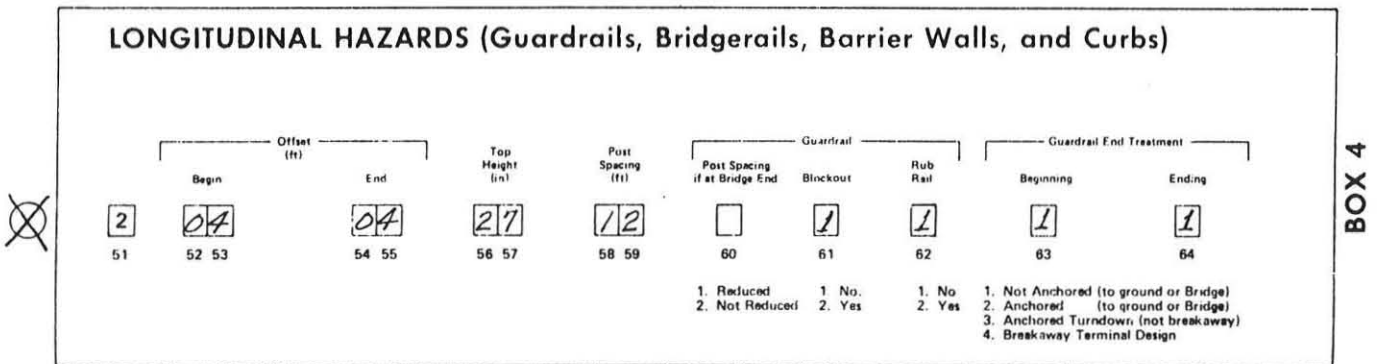 LONGITUDINAL HAZARDS (Guardrails, Bridgerails, Barrier Walls, and Curbs)
Offset (ft)
Begin End
Top Height (in)
Post Spacing (ft)
Guardrail
Post Spacing if at Bridge End
Blockout
Rub Rail
Guardrail End Treatment
Beginning Ending
2 04 04 27 12 1 1 1 1
51 52 53 54 55 56 57 58 59 60 61 62 63 64
1. Reduced
2. Not Reduced
1 No.
2. Yes
1. No
2. Yes
1. Not Anchored (to ground or Bridge)
2. Anchored (to ground or Bridge)
3. Anchored Turndown (not breakaway)
4. Breakaway Terminal Design
BOX 4